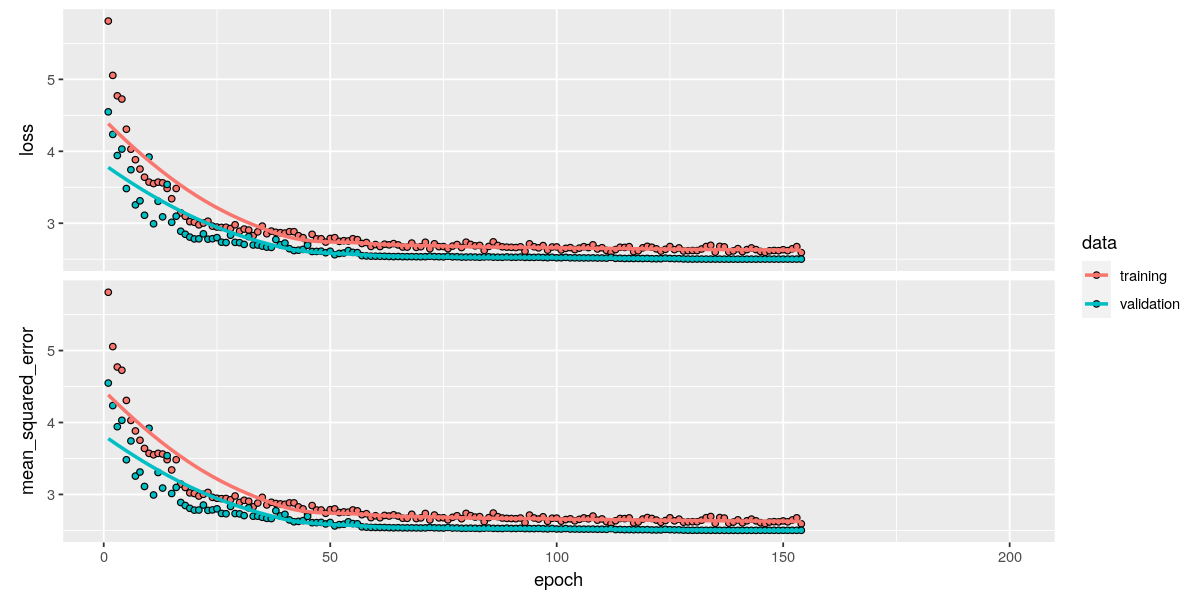 loss
5
4
3
mean_squared_error
5
4
3
0 50 100 150 200
epoch
data
training
validation